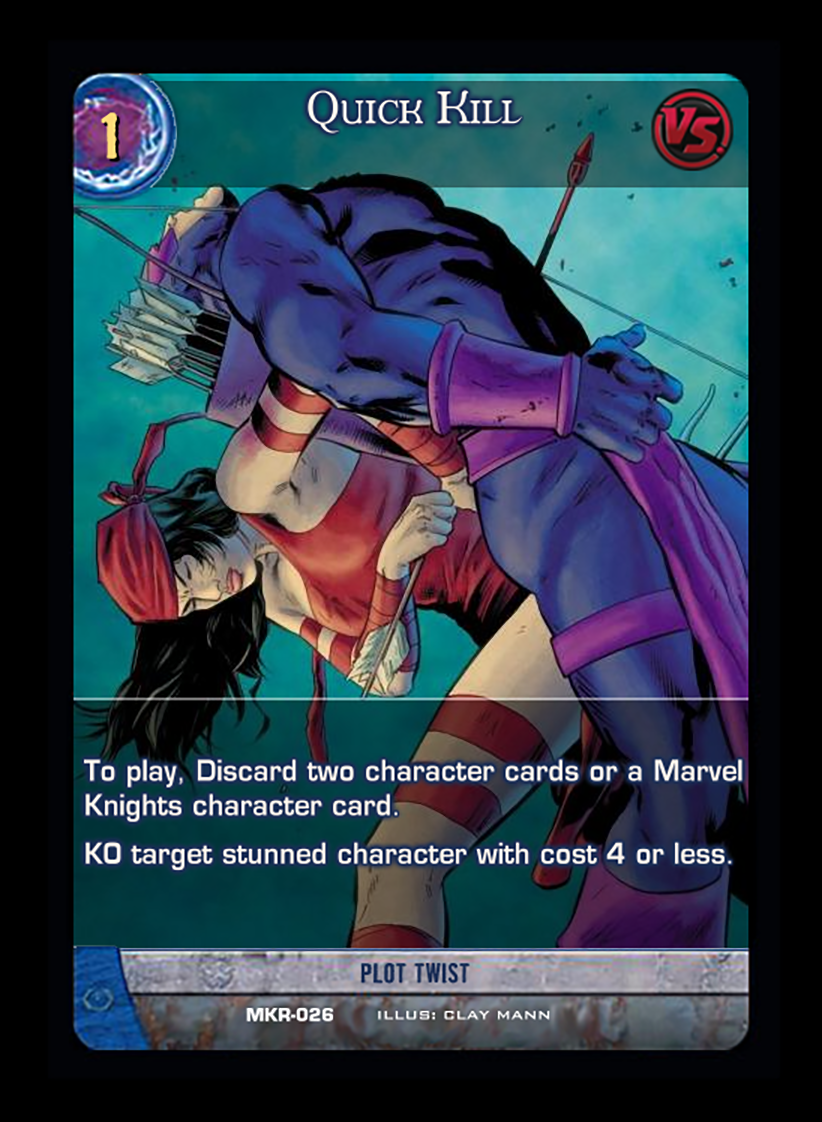 1
Quick Kill
VS.
To play, Discard two character cards or a Marvel
Knights character card.
KO target stunned character with cost 4 or less.
PLOT TWIST
MKR-026 ILLUS: CLAY MANN